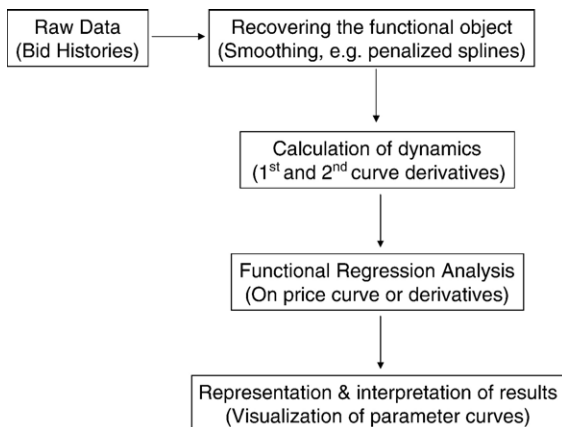 Raw Data
(Bid Histories)
Recovering the functional object
(Smoothing, e.g. penalized splines)
Calculation of dynamics
(1st and 2nd curve derivatives)
Functional Regression Analysis
(On price curve or derivatives)
Representation & interpretation of results
(Visualization of parameter curves)